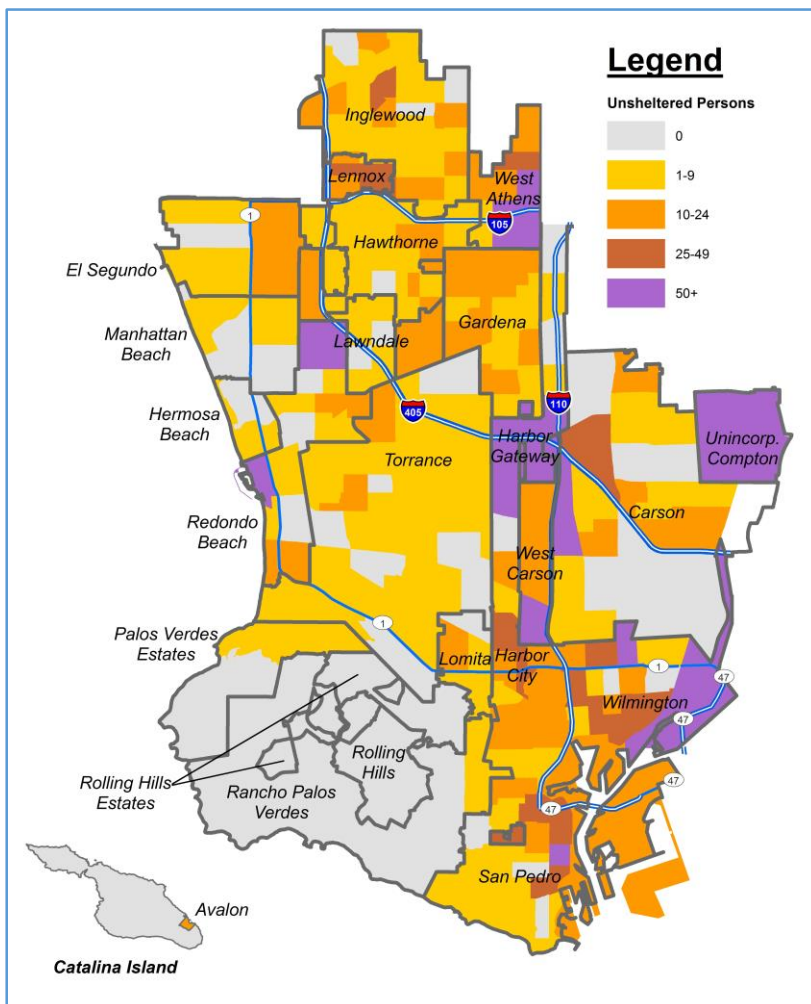 Legend
Unsheltered Persons
0
1-9
10-24
25-49
50+
Inglewood
Lennox
West
Athens
1
105
Hawthorne
El Segundo
Manhattan
Beach
Lawndale
Gardena
Hermosa
Beach
405
110
Harbor
Gateway
Unincorp.
Compton
Torrance
Redondo
Beach
Carson
West
Carson
Palos Verdes
Estates
1
Lomita
Harbor
City
1
47
Wilmington
47
Rolling
Hills
Rolling Hills
Estates
Rancho Palos
Verdes
47
47
San Pedro
Avalon
Catalina Island